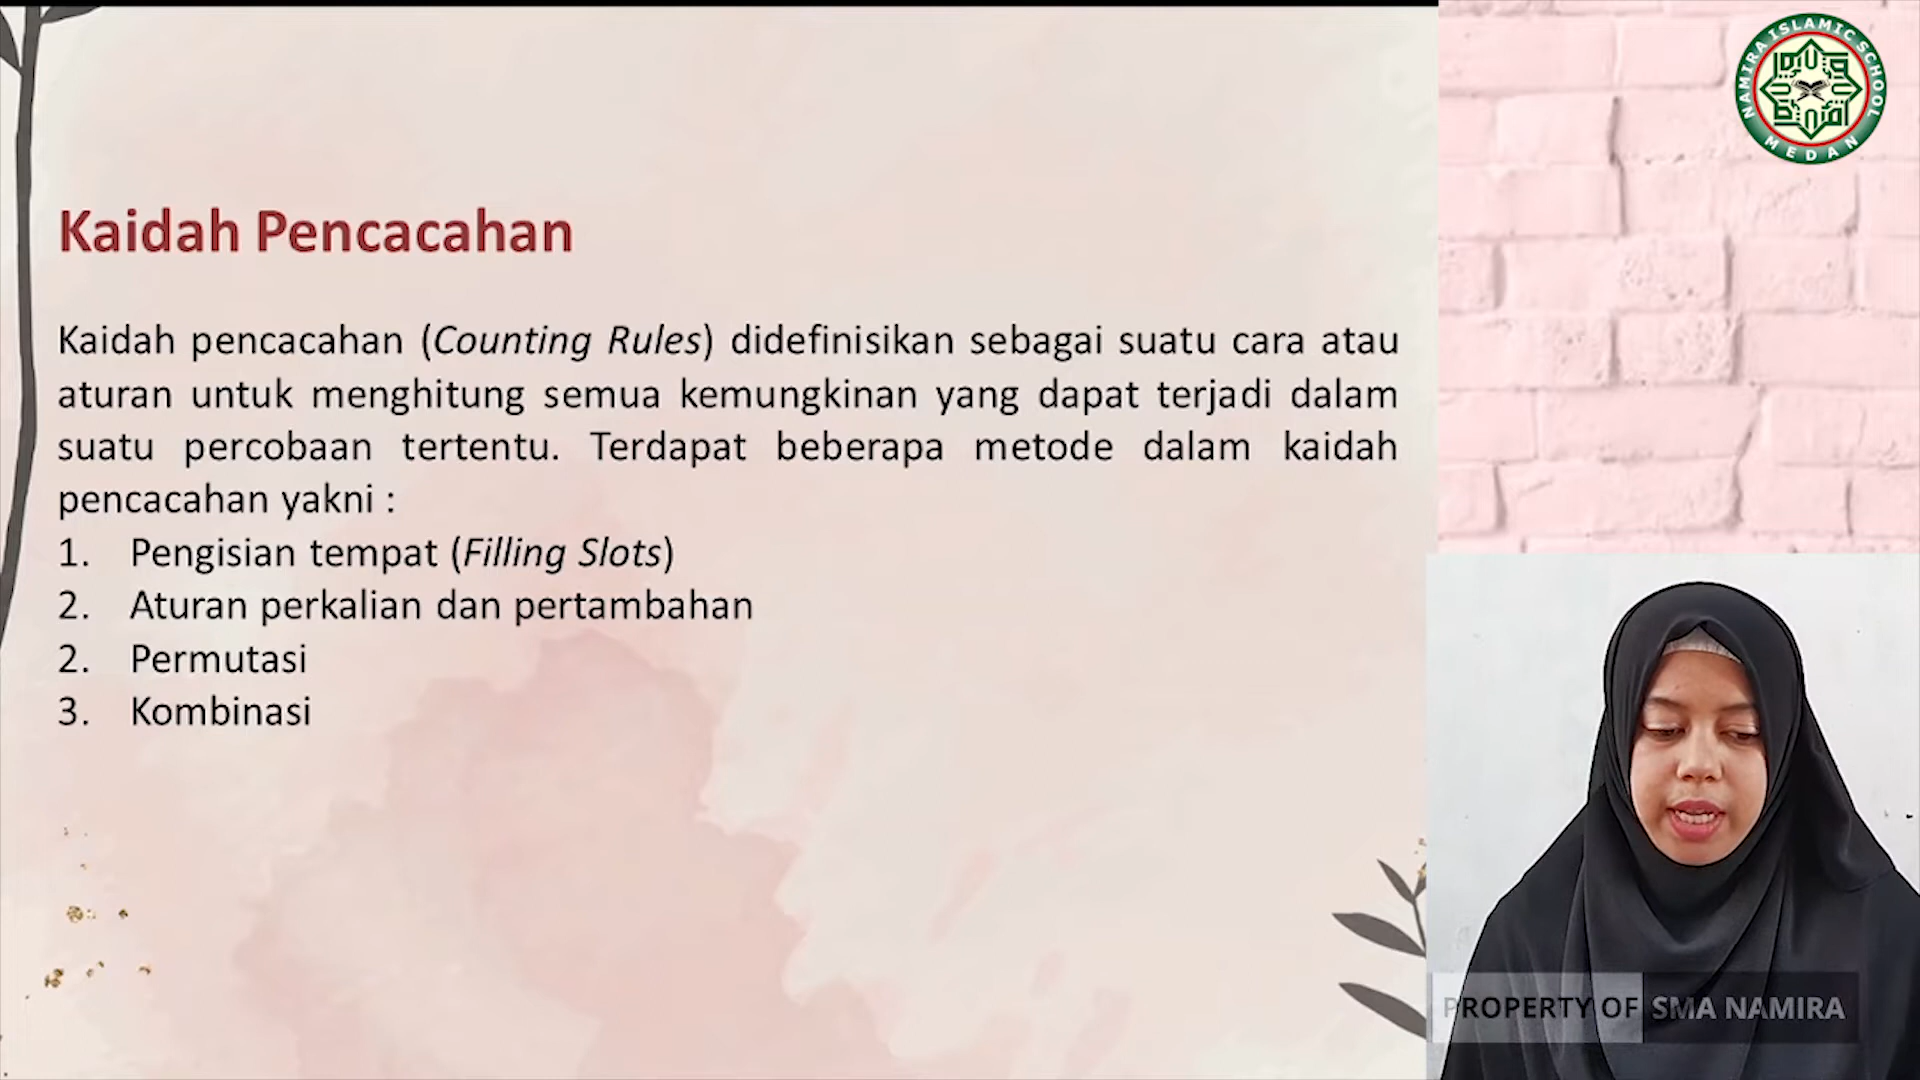 Kaidah Pencacahan
Kaidah pencacahan (Counting Rules) didefinisikan sebagai suatu cara atau
aturan untuk menghitung semua kemungkinan yang dapat terjadi dalam
suatu percobaan tertentu. Terdapat beberapa metode dalam kaidah
pencacahan yakni :
1. Pengisian tempat (Filling Slots)
2. Aturan perkalian dan pertambahan
2. Permutasi
3. Kombinasi
NAMIRA ISLAMIC SCHOOL
MEDAN
PROPERTY OF SMA NAMIRA